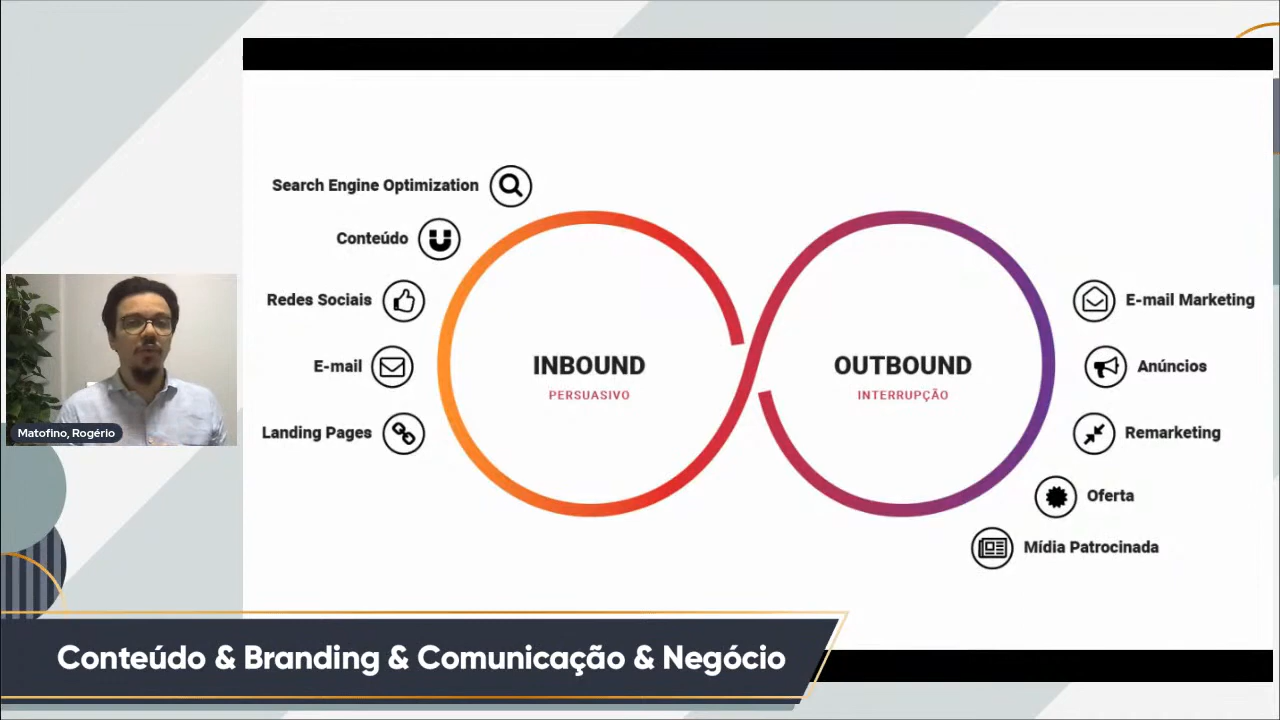 Search Engine Optimization
Conteúdo
Redes Sociais
E-mail
Landing Pages
INBOUND
PERSUASIVO
OUTBOUND
INTERRUPÇÃO
E-mail Marketing
Anúncios
Remarketing
Oferta
Mídia Patrocinada
Matofino, Rogério
Conteúdo & Branding & Comunicação & Negócio